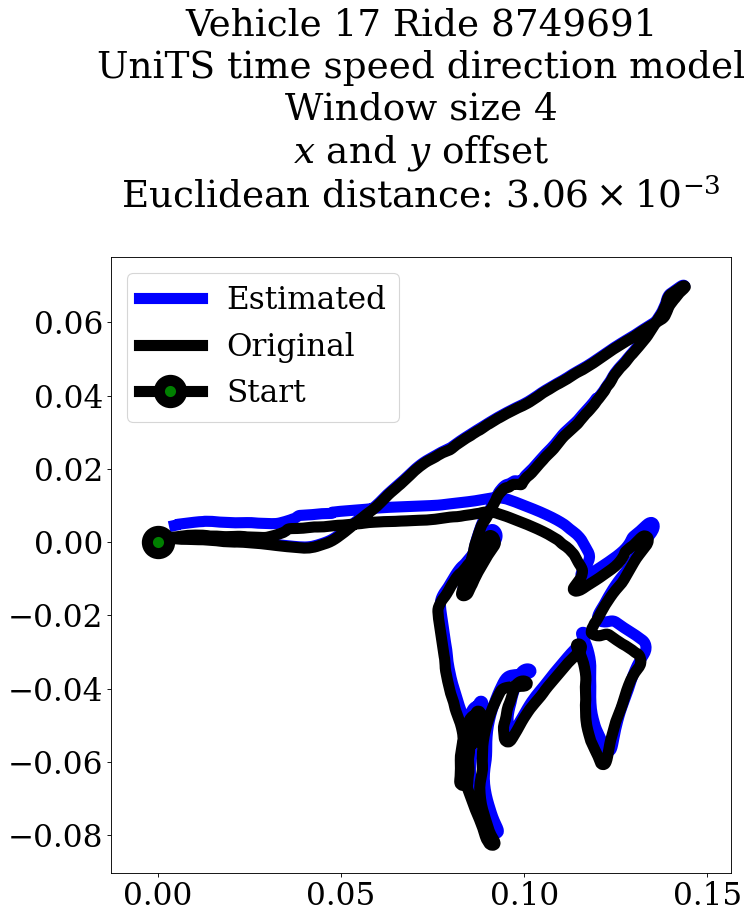 Vehicle 17 Ride 8749691
UniTS time speed direction model
Window size 4
x and y offset
Euclidean distance: 3.06 × 10⁻³
Estimated
Original
Start
0.06
0.04
0.02
0.00
−0.02
−0.04
−0.06
−0.08
0.00 0.05 0.10 0.15